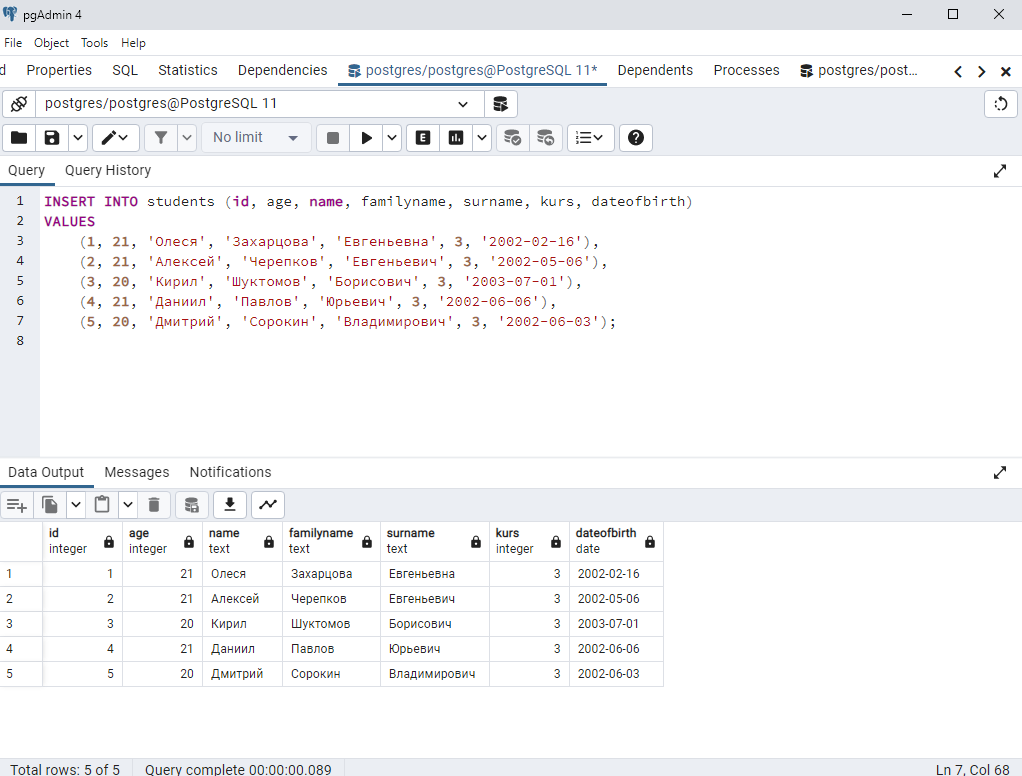 pgAdmin 4
File Object Tools Help
d Properties SQL Statistics Dependencies postgres/postgres@PostgreSQL 11* Dependents Processes postgres/post...
postgres/postgres@PostgreSQL 11
No limit E
Query Query History
1 INSERT INTO students (id, age, name, familyname, surname, kurs, dateofbirth)
2 VALUES
3 (1, 21, 'Олеся', 'Захарцова', 'Евгеньевна', 3, '2002-02-16'),
4 (2, 21, 'Алексей', 'Черепков', 'Евгеньевич', 3, '2002-05-06'),
5 (3, 20, 'Кирил', 'Шуктомов', 'Борисович', 3, '2003-07-01'),
6 (4, 21, 'Даниил', 'Павлов', 'Юрьевич', 3, '2002-06-06'),
7 (5, 20, 'Дмитрий', 'Сорокин', 'Владимирович', 3, '2002-06-03');
8
Data Output Messages Notifications
id age name familyname surname kurs dateofbirth
integer integer text text text integer date
1 1 21 Олеся Захарцова Евгеньевна 3 2002-02-16
2 2 21 Алексей Черепков Евгеньевич 3 2002-05-06
3 3 20 Кирил Шуктомов Борисович 3 2003-07-01
4 4 21 Даниил Павлов Юрьевич 3 2002-06-06
5 5 20 Дмитрий Сорокин Владимирович 3 2002-06-03
Total rows: 5 of 5 Query complete 00:00:00.089 Ln 7, Col 68